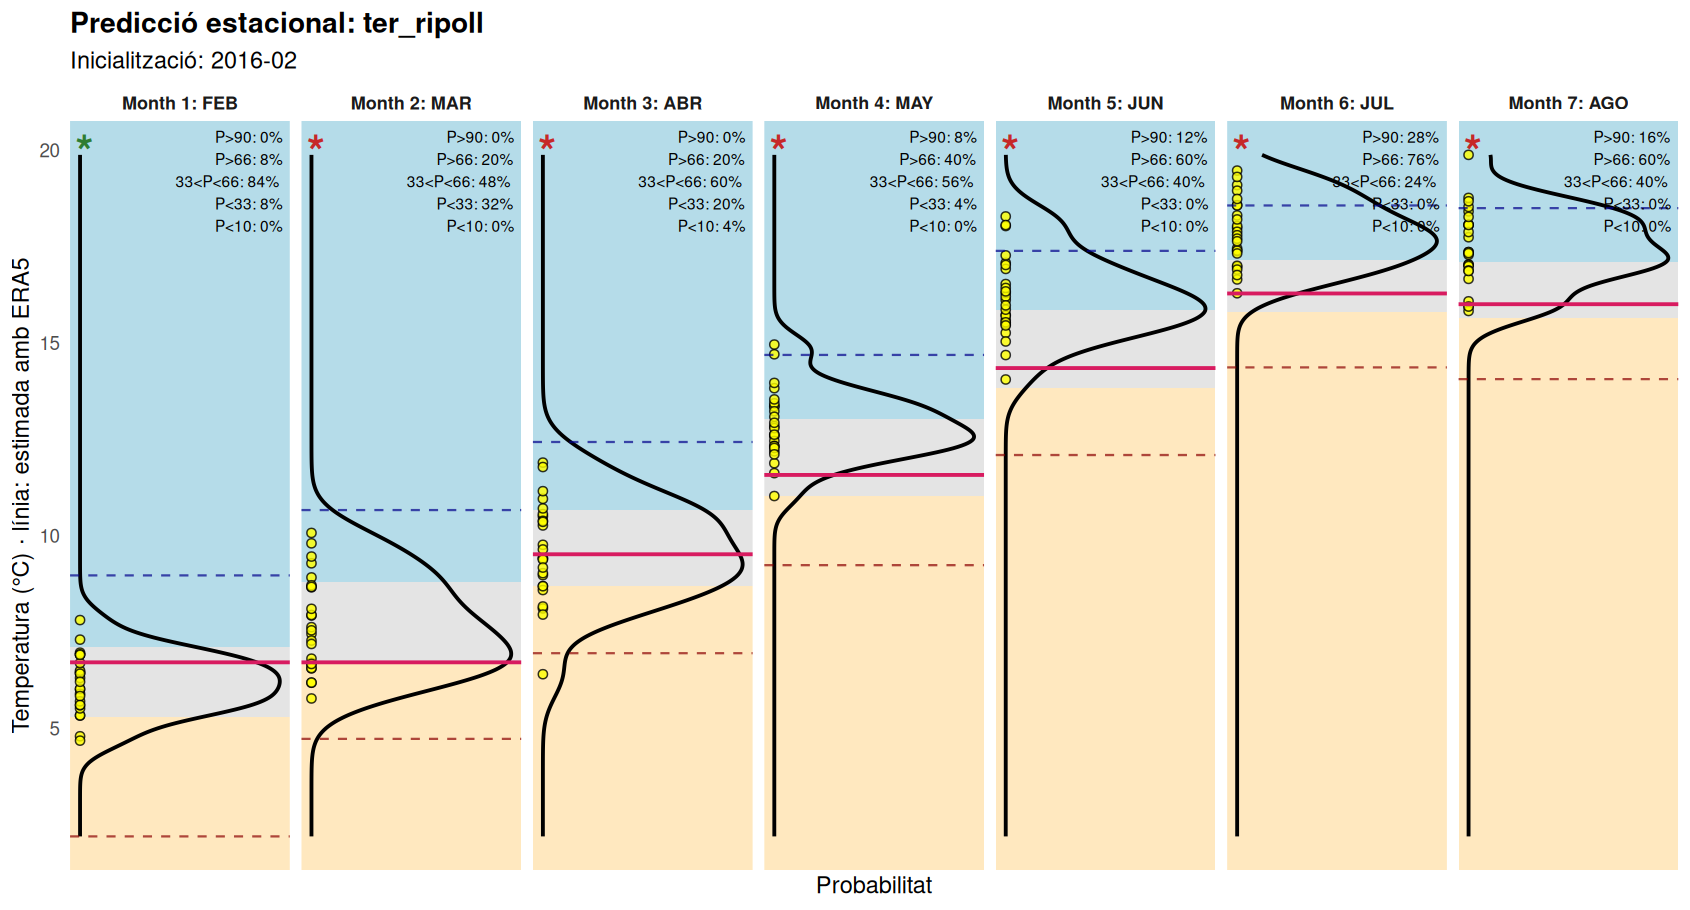 Predicció estacional: ter_ripoll
Inicialització: 2016-02
Month 1: FEB
Month 2: MAR
Month 3: ABR
Month 4: MAY
Month 5: JUN
Month 6: JUL
Month 7: AGO
*
P>90: 0%
P>66: 8%
33<P<66: 84%
P<33: 8%
P<10: 0%
*
P>90: 0%
P>66: 20%
33<P<66: 48%
P<33: 32%
P<10: 0%
*
P>90: 0%
P>66: 20%
33<P<66: 60%
P<33: 20%
P<10: 4%
*
P>90: 8%
P>66: 40%
33<P<66: 56%
P<33: 4%
P<10: 0%
*
P>90: 12%
P>66: 60%
33<P<66: 40%
P<33: 0%
P<10: 0%
*
P>90: 28%
P>66: 76%
33<P<66: 24%
P<33: 0%
P<10: 0%
*
P>90: 16%
P>66: 60%
33<P<66: 40%
P<33: 0%
P<10: 0%
20
15
10
5
Temperatura (°C) · línia: estimada amb ERA5
Probabilitat